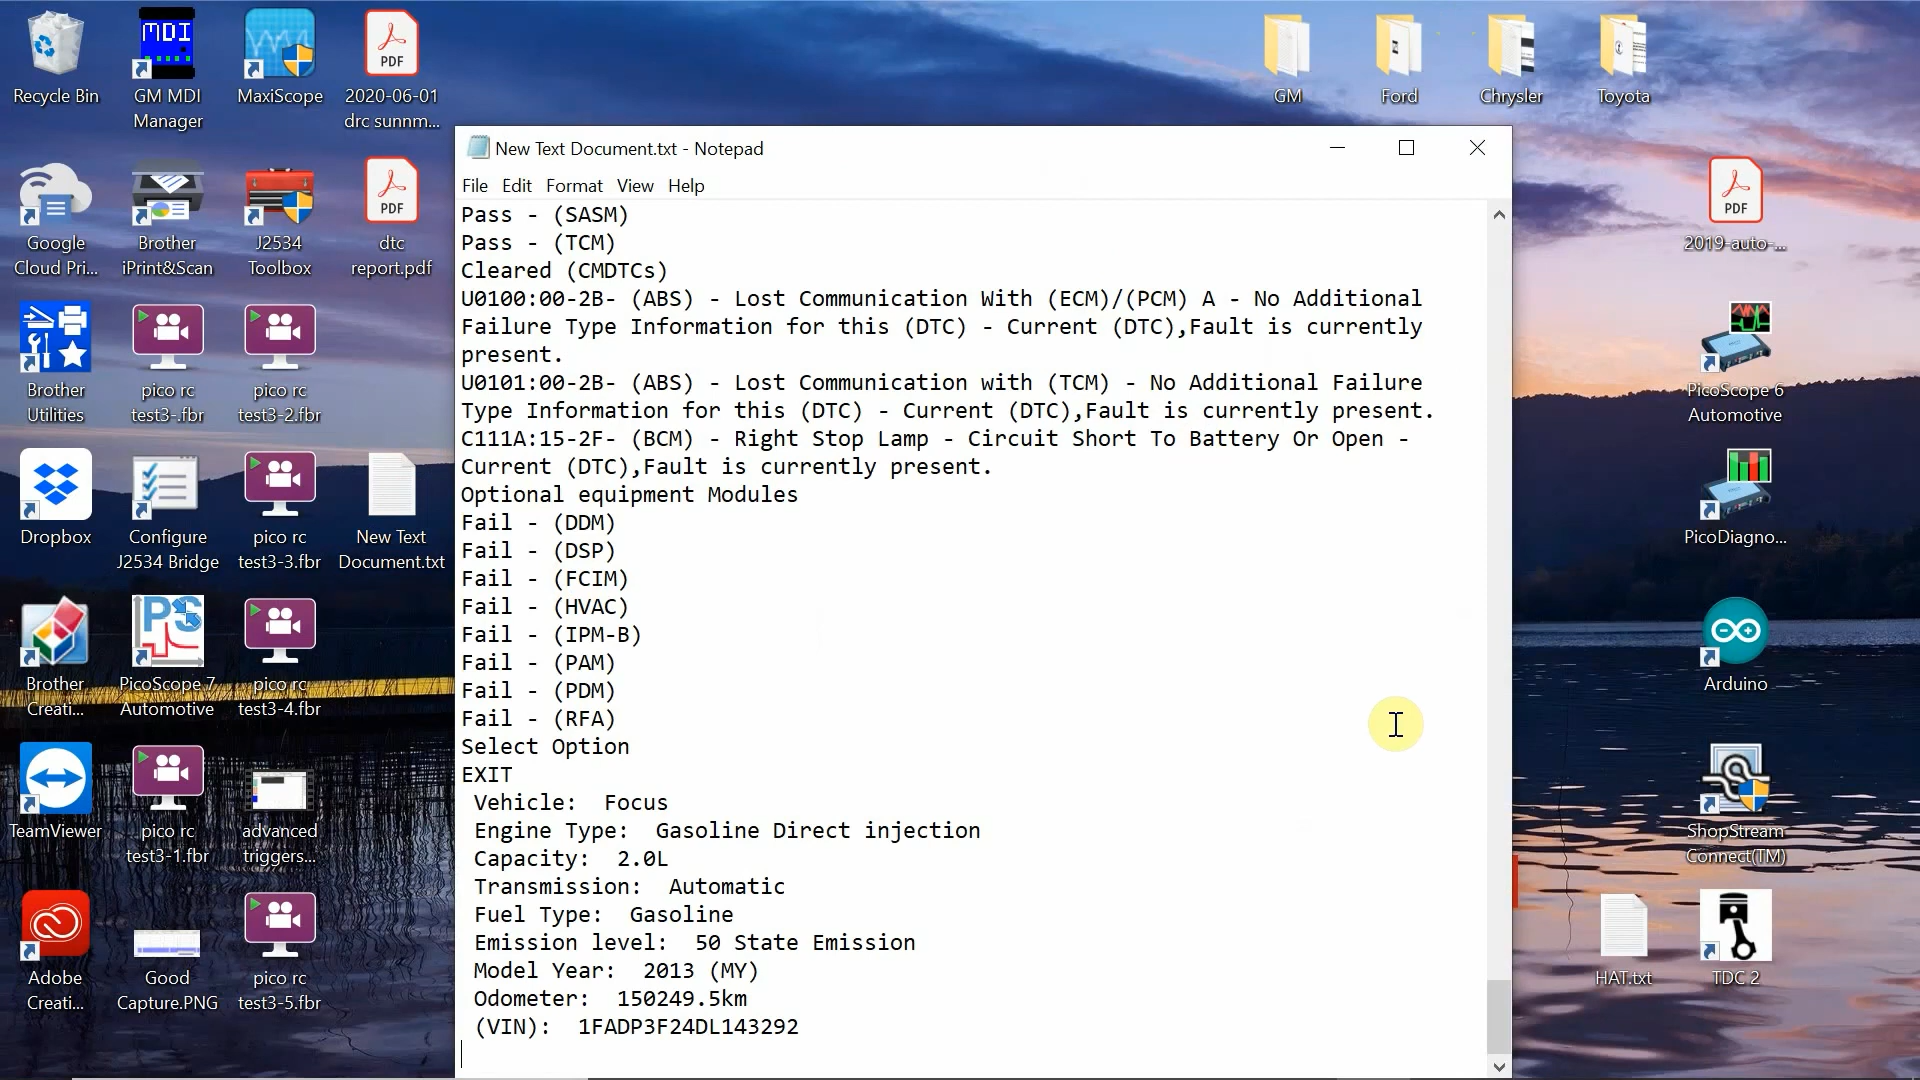 Recycle Bin
GM MDI
Manager
MDI
MaxiScope
2020-06-01
drc sunnm...
PDF
Google
Cloud Pri...
Brother
iPrint&Scan
J2534
Toolbox
dtc
report.pdf
PDF
Brother
Utilities
pico rc
test3-.fbr
pico rc
test3-2.fbr
Dropbox
Configure
J2534 Bridge
pico rc
test3-3.fbr
New Text
Document.txt
Brother
Creati...
PS
PicoScope 7
Automotive
pico rc
test3-4.fbr
TeamViewer
pico rc
test3-1.fbr
advanced
triggers...
Adobe
Creati...
Good
Capture.PNG
pico rc
test3-5.fbr
GM
Ford
Chrysler
Toyota
New Text Document.txt - Notepad
File Edit Format View Help
Pass - (SASM)
Pass - (TCM)
Cleared (CMDTCs)
U0100:00-2B- (ABS) - Lost Communication With (ECM)/(PCM) A - No Additional
Failure Type Information for this (DTC) - Current (DTC),Fault is currently
present.
U0101:00-2B- (ABS) - Lost Communication with (TCM) - No Additional Failure
Type Information for this (DTC) - Current (DTC),Fault is currently present.
C111A:15-2F- (BCM) - Right Stop Lamp - Circuit Short To Battery Or Open -
Current (DTC),Fault is currently present.
Optional equipment Modules
Fail - (DDM)
Fail - (DSP)
Fail - (FCIM)
Fail - (HVAC)
Fail - (IPM-B)
Fail - (PAM)
Fail - (PDM)
Fail - (RFA)
Select Option
EXIT
Vehicle:  Focus
Engine Type:  Gasoline Direct injection
Capacity:  2.0L
Transmission:  Automatic
Fuel Type:  Gasoline
Emission level:  50 State Emission
Model Year:  2013 (MY)
Odometer:  150249.5km
(VIN):  1FADP3F24DL143292
PDF
2019-auto-...
PicoScope 6
Automotive
PicoDiagno...
Arduino
ShopStream
Connect(TM)
HAT.txt
TDC 2